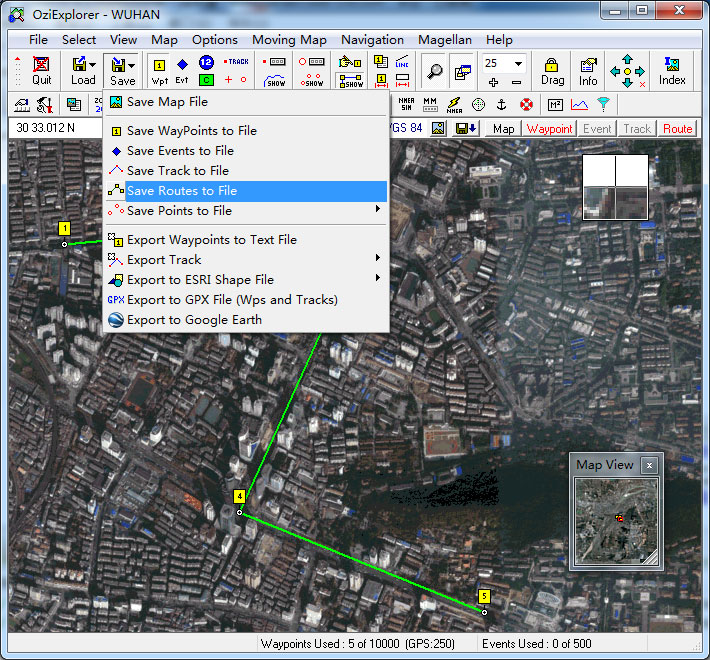 OziExplorer - WUHAN
File Select View Map Options Moving Map Navigation Magellan Help
Quit Load Save
1 Wpt Evt 12 C TRACK
SHOW SHOW SHOW
LINE
25
Drag Info Index
NMEA SIM MM NMEA M²
30 33.012 N
GS 84 Map Waypoint Event Track Route
Save Map File
Save WayPoints to File
Save Events to File
Save Track to File
Save Routes to File
Save Points to File
Export Waypoints to Text File
Export Track
Export to ESRI Shape File
GPX Export to GPX File (Wps and Tracks)
Export to Google Earth
1
Map View
4
5
Waypoints Used : 5 of 10000 (GPS:250) Events Used : 0 of 500